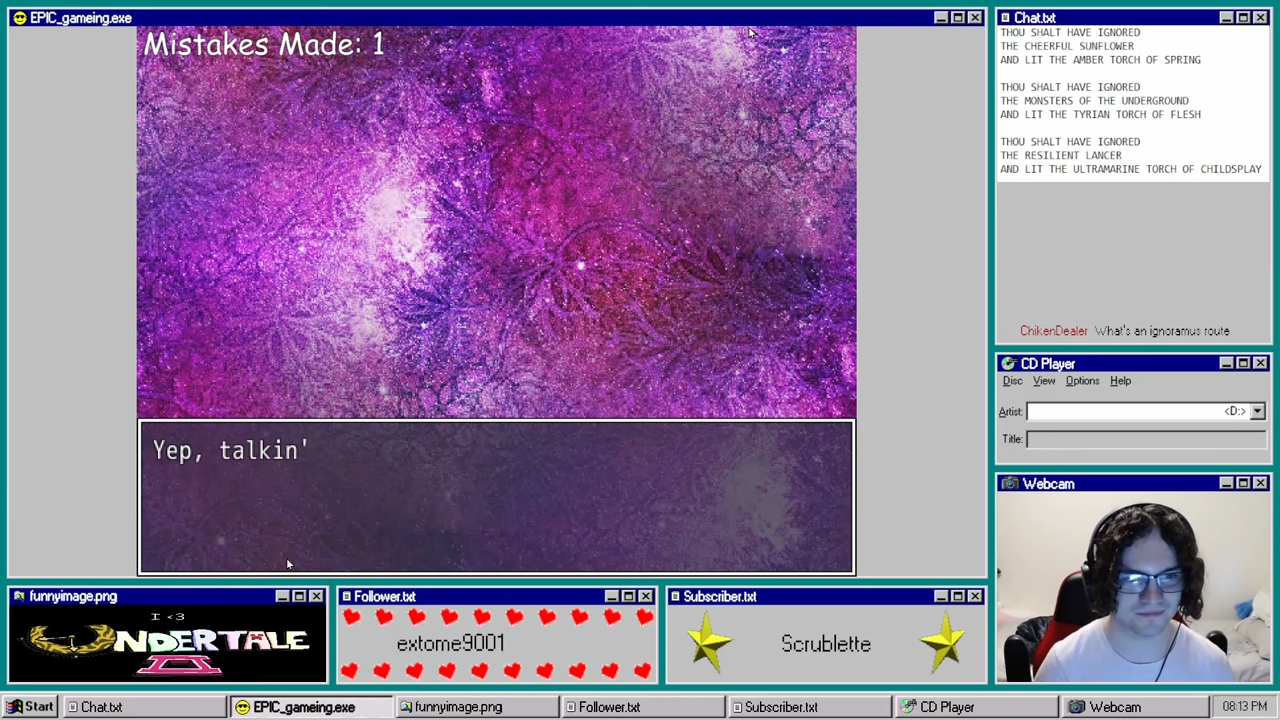 EPIC_gameing.exe
Mistakes Made: 1
Yep, talkin'
Chat.txt
THOU SHALT HAVE IGNORED
THE CHEERFUL SUNFLOWER
AND LIT THE AMBER TORCH OF SPRING
THOU SHALT HAVE IGNORED
THE MONSTERS OF THE UNDERGROUND
AND LIT THE TYRIAN TORCH OF FLESH
THOU SHALT HAVE IGNORED
THE RESILIENT LANCER
AND LIT THE ULTRAMARINE TORCH OF CHILDSPLAY
ChikenDealer What's an ignoramus route
CD Player
Disc View Options Help
Artist: <D:>
Title:
Webcam
funnyimage.png
I <3
UNDERTALE
II
Follower.txt
extome9001
Subscriber.txt
Scrublette
Start Chat.txt EPIC_gameing.exe funnyimage.png Follower.txt Subscriber.txt CD Player Webcam 08:13 PM